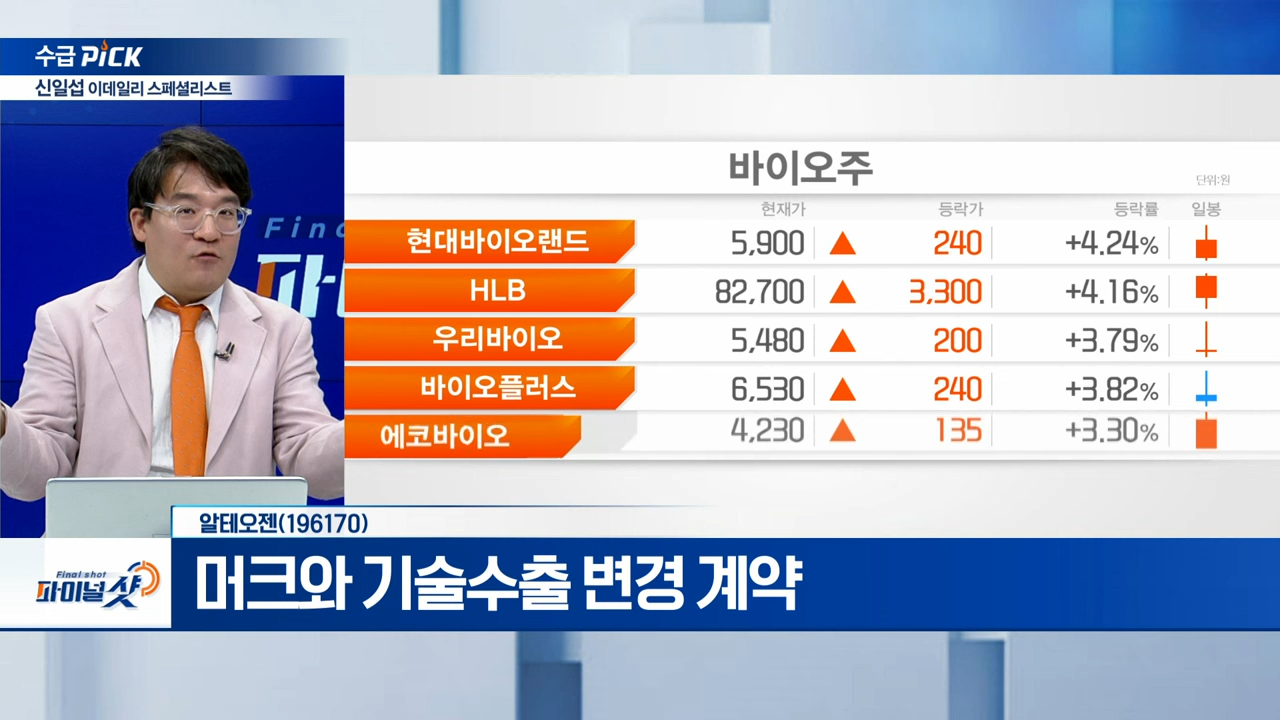 수급 PiCK
신일섭 이데일리 스페셜리스트
Final
파이
바이오주
단위:원
현재가 등락가 등락률 일봉
현대바이오랜드 5,900 ▲ 240 +4.24%
HLB 82,700 ▲ 3,300 +4.16%
우리바이오 5,480 ▲ 200 +3.79%
바이오플러스 6,530 ▲ 240 +3.82%
에코바이오 4,230 ▲ 135 +3.30%
알테오젠(196170)
Final shot
파이널샷
머크와 기술수출 변경 계약